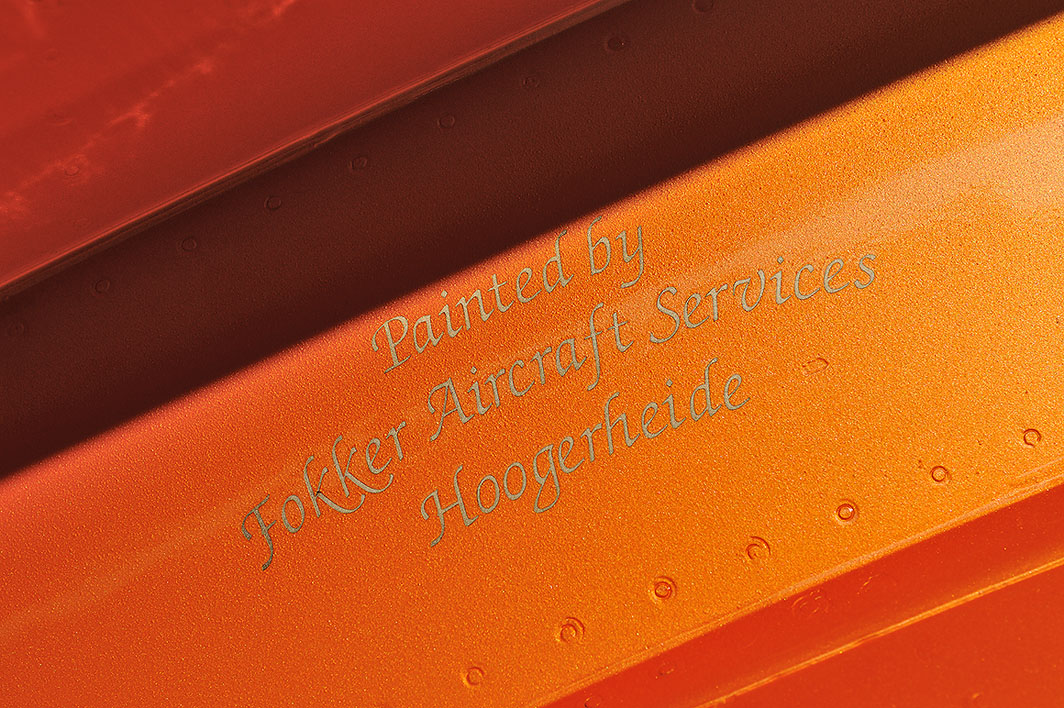 Painted by
Fokker Aircraft Services
Hoogerheide